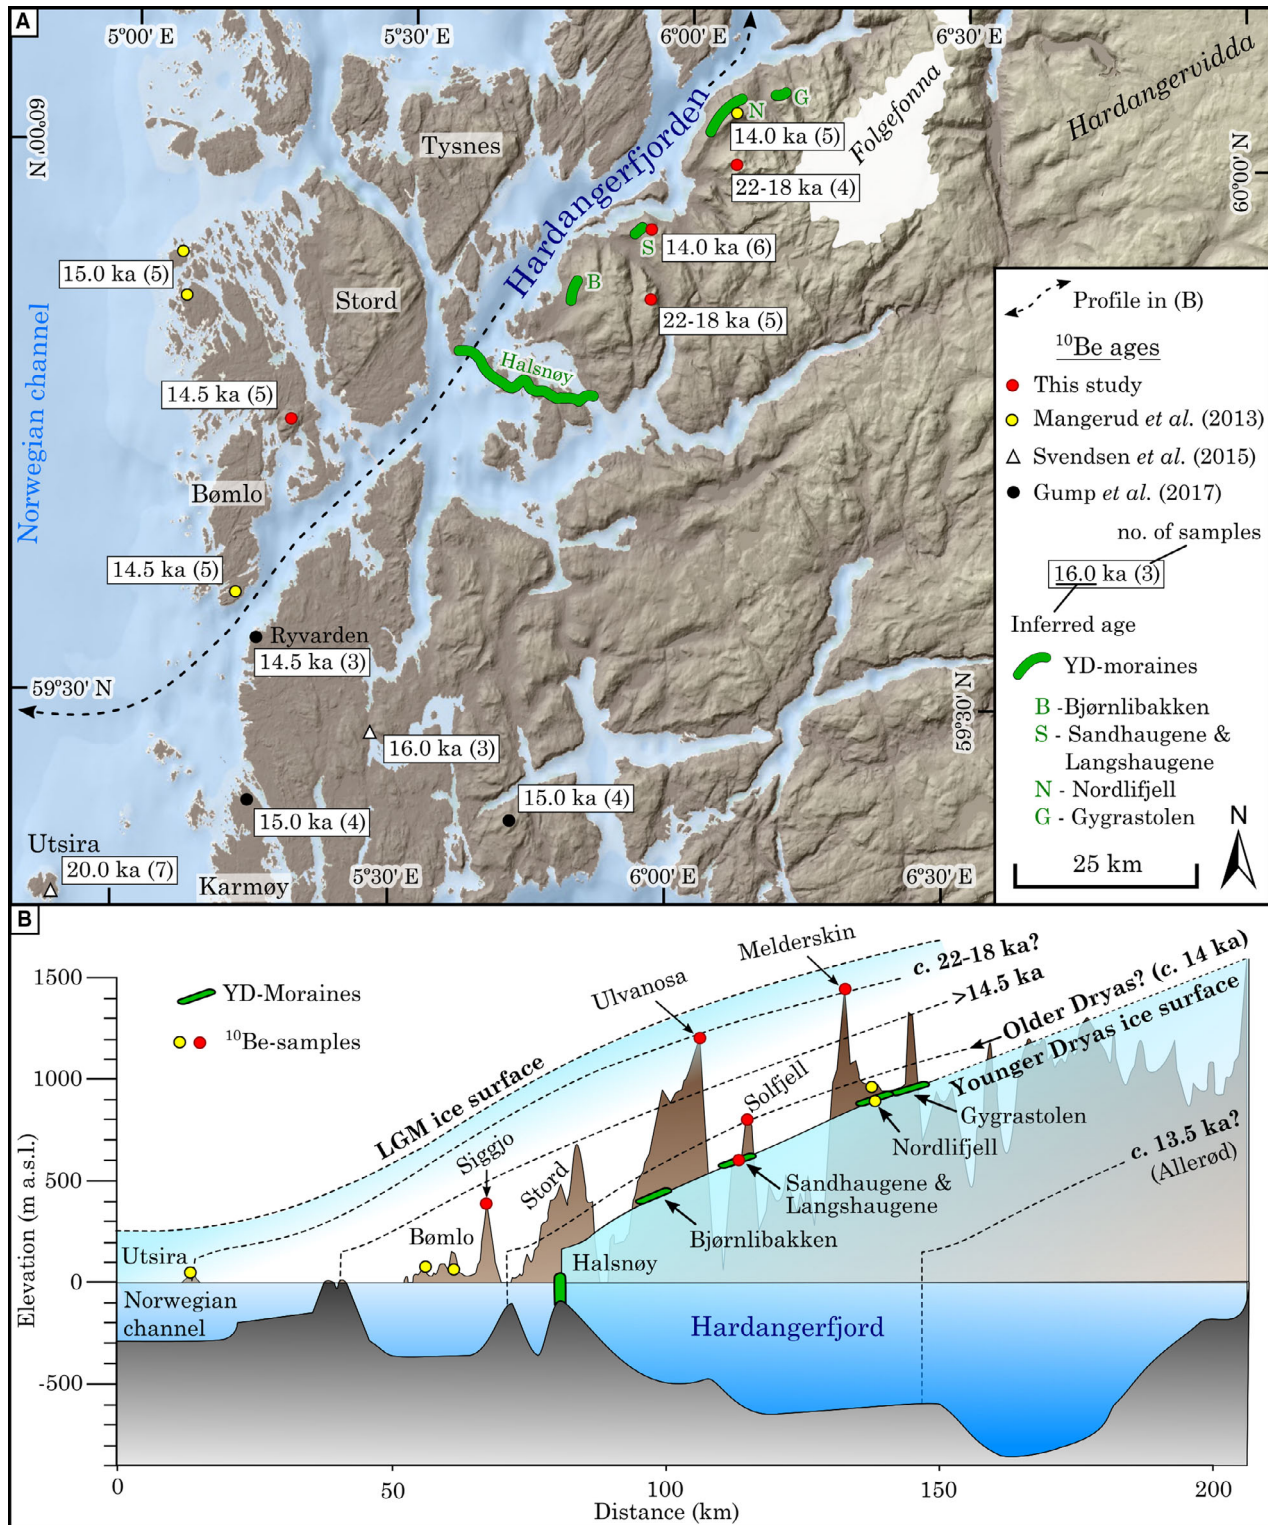 A
5°00' E
5°30' E
6°00' E
6°30' E
Hardangervidda
N
G
14.0 ka (5)
Folgefonna
60°00' N
Tysnes
22-18 ka (4)
60°00' N
Hardangerfjorden
S
14.0 ka (6)
15.0 ka (5)
B
Stord
22-18 ka (5)
Norwegian channel
Halsnøy
14.5 ka (5)
Bømlo
14.5 ka (5)
Ryvarden
14.5 ka (3)
59°30' N
59°30' N
16.0 ka (3)
15.0 ka (4)
15.0 ka (4)
Utsira
20.0 ka (7)
Karmøy
5°30' E
6°00' E
6°30' E
Profile in (B)
10Be ages
This study
Mangerud et al. (2013)
Svendsen et al. (2015)
Gump et al. (2017)
no. of samples
16.0 ka (3)
Inferred age
YD-moraines
B -Bjørnlibakken
S - Sandhaugene &
Langshaugene
N - Nordlifjell
G - Gygrastolen
N
25 km
B
1500
1000
500
0
-500
Elevation (m a.s.l.)
YD-Moraines
10Be-samples
Melderskin
Ulvanosa
c. 22-18 ka?
>14.5 ka
Older Dryas? (c. 14 ka)
Younger Dryas ice surface
LGM ice surface
Solfjell
Siggjo
Stord
Gygrastolen
Nordlifjell
c. 13.5 ka?
(Allerød)
Sandhaugene &
Langshaugene
Bjørnlibakken
Bømlo
Utsira
Halsnøy
Norwegian
channel
Hardangerfjord
0
50
100
150
200
Distance (km)